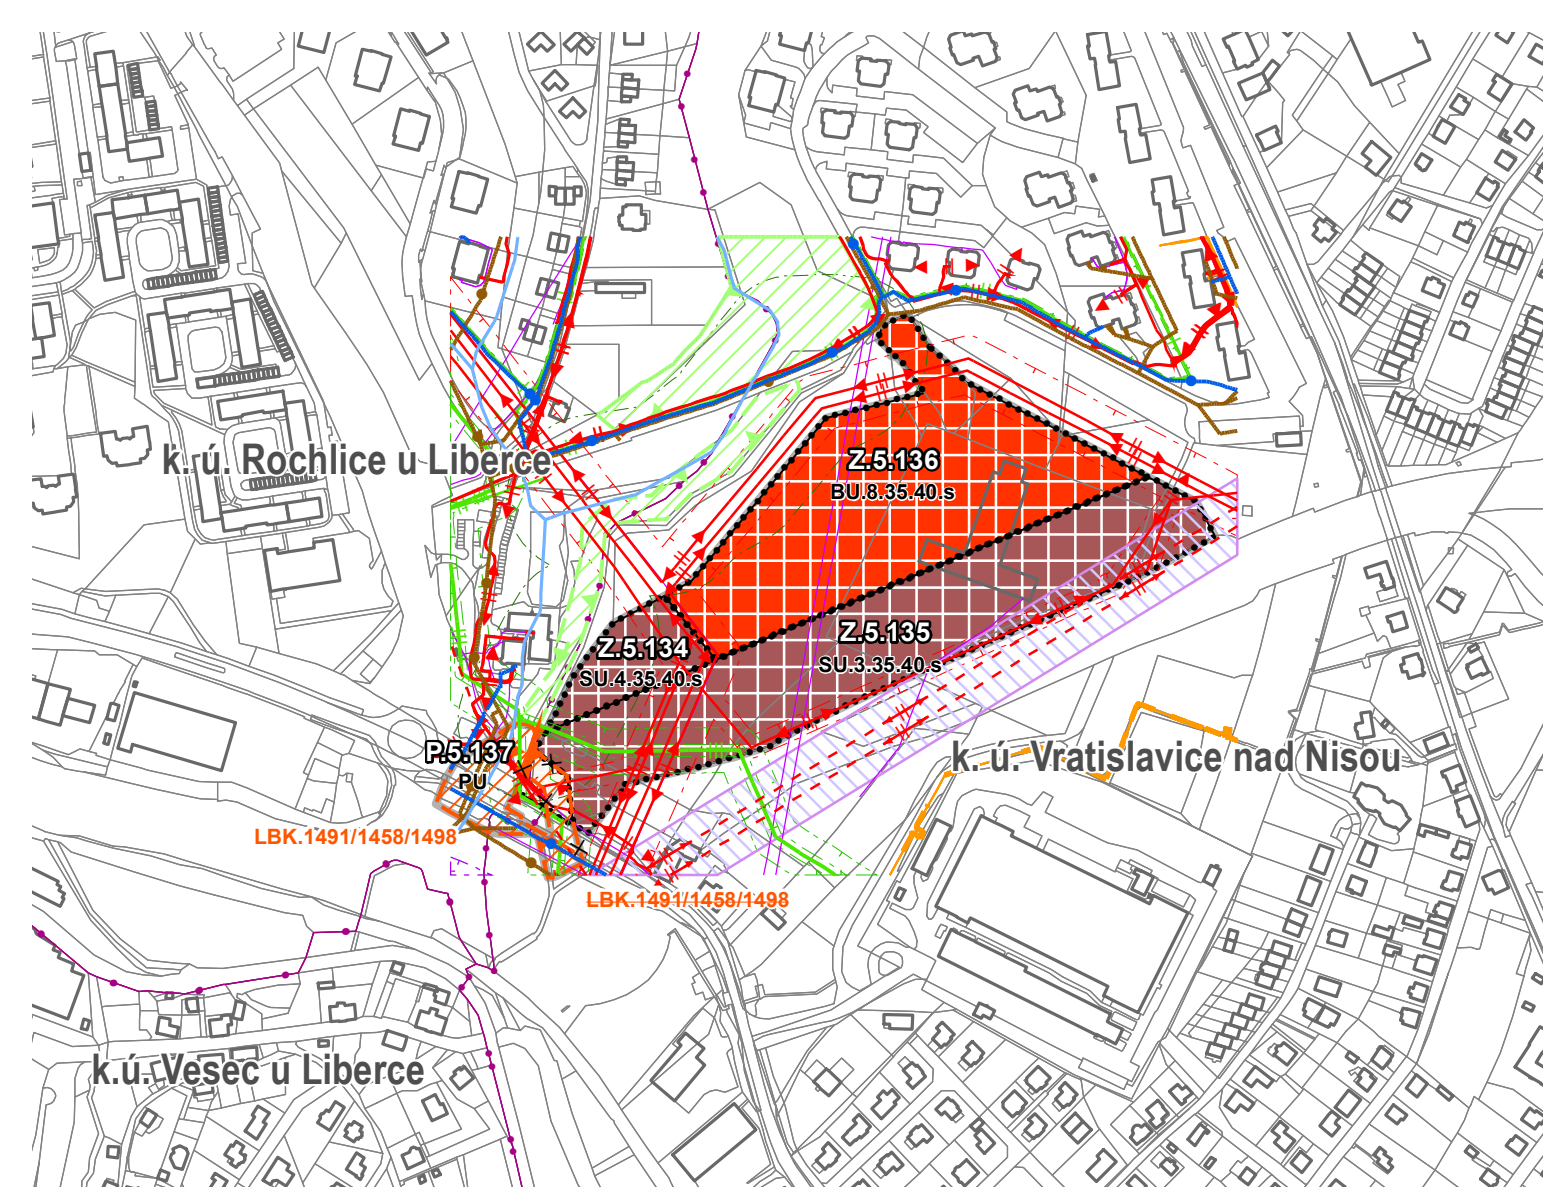 k. ú. Rochlice u Liberce
Z.5.136
BU.8.35.40.s
Z.5.134
SU.4.35.40.s
Z.5.135
SU.3.35.40.s
P.5.137
PU
k. ú. Vratislavice nad Nisou
LBK.1491/1458/1498
LBK.1491/1458/1498
k.ú. Vesec u Liberce